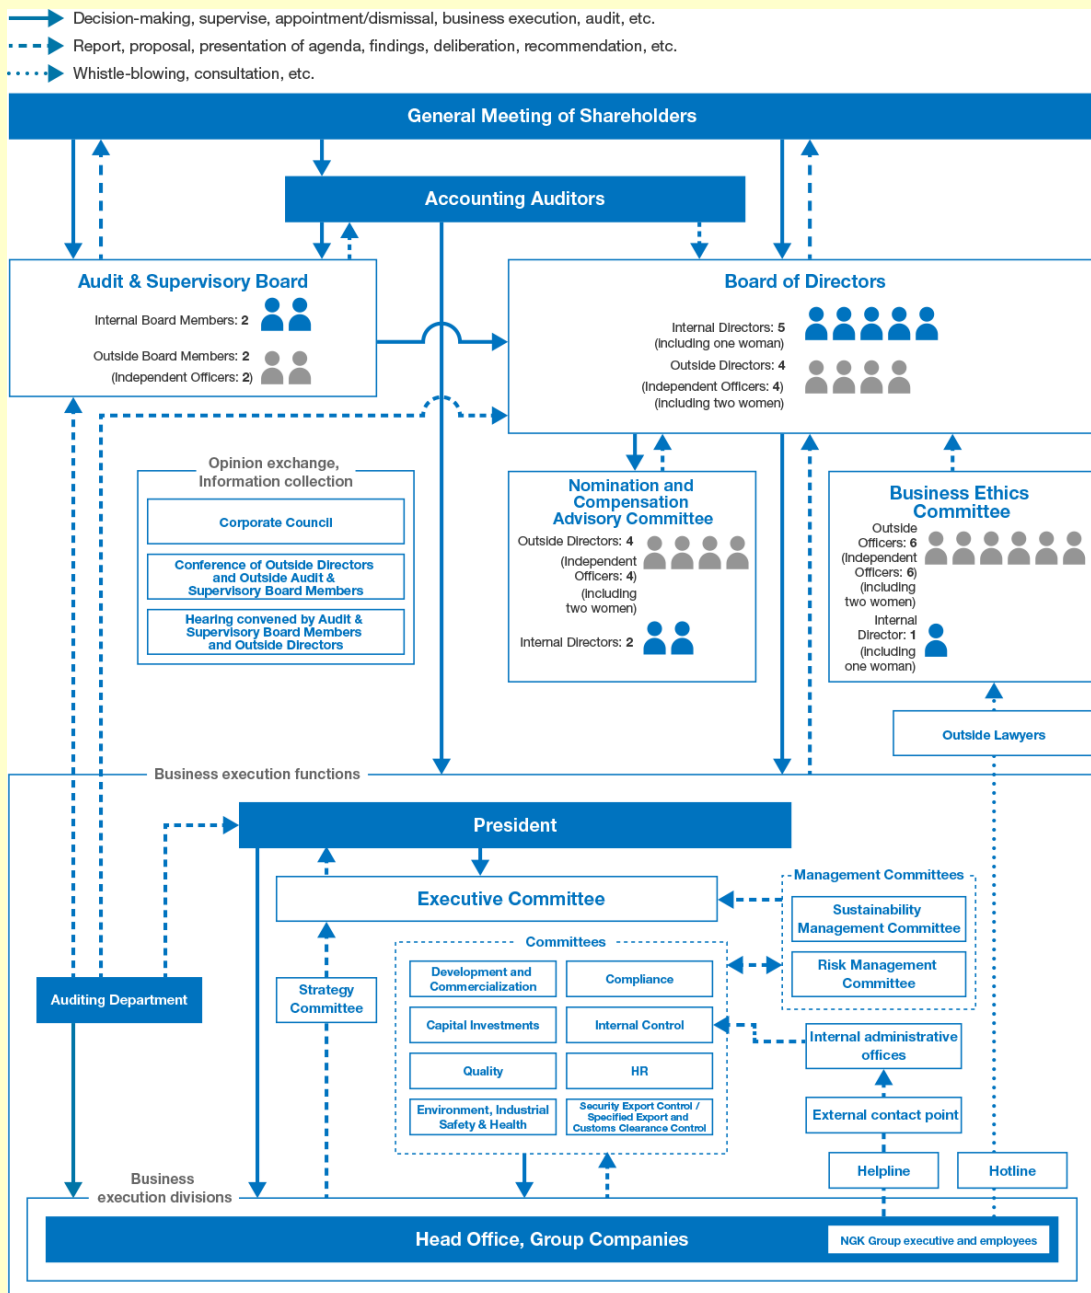 Decision-making, supervise, appointment/dismissal, business execution, audit, etc.
Report, proposal, presentation of agenda, findings, deliberation, recommendation, etc.
Whistle-blowing, consultation, etc.
General Meeting of Shareholders
Accounting Auditors
Audit & Supervisory Board
Internal Board Members: 2
Outside Board Members: 2
(Independent Officers: 2)
Board of Directors
Internal Directors: 5
(including one woman)
Outside Directors: 4
(Independent Officers: 4)
(including two women)
Opinion exchange,
Information collection
Corporate Council
Conference of Outside Directors
and Outside Audit &
Supervisory Board Members
Hearing convened by Audit &
Supervisory Board Members
and Outside Directors
Nomination and
Compensation
Advisory Committee
Outside Directors: 4
(Independent
Officers: 4)
(including
two women)
Internal Directors: 2
Business Ethics
Committee
Outside
Officers: 6
(Independent
Officers: 6)
(including
two women)
Internal
Director: 1
(including
one woman)
Outside Lawyers
Business execution functions
President
Executive Committee
Management Committees
Sustainability
Management Committee
Risk Management
Committee
Committees
Development and
Commercialization
Compliance
Capital Investments
Internal Control
Quality
HR
Environment, Industrial
Safety & Health
Security Export Control /
Specified Export and
Customs Clearance Control
Auditing Department
Strategy
Committee
Internal administrative
offices
External contact point
Helpline
Hotline
Business
execution divisions
Head Office, Group Companies
NGK Group executive and employees